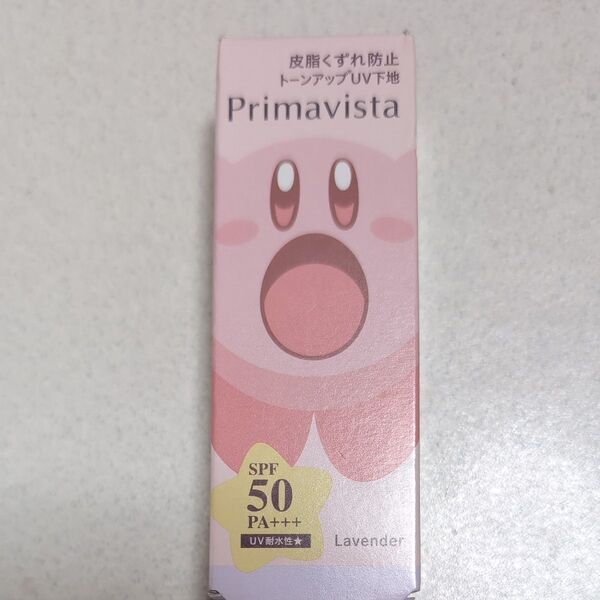 皮脂くずれ防止
トーンアップUV下地
Primavista
SPF
50
PA+++
UV耐水性★
Lavender